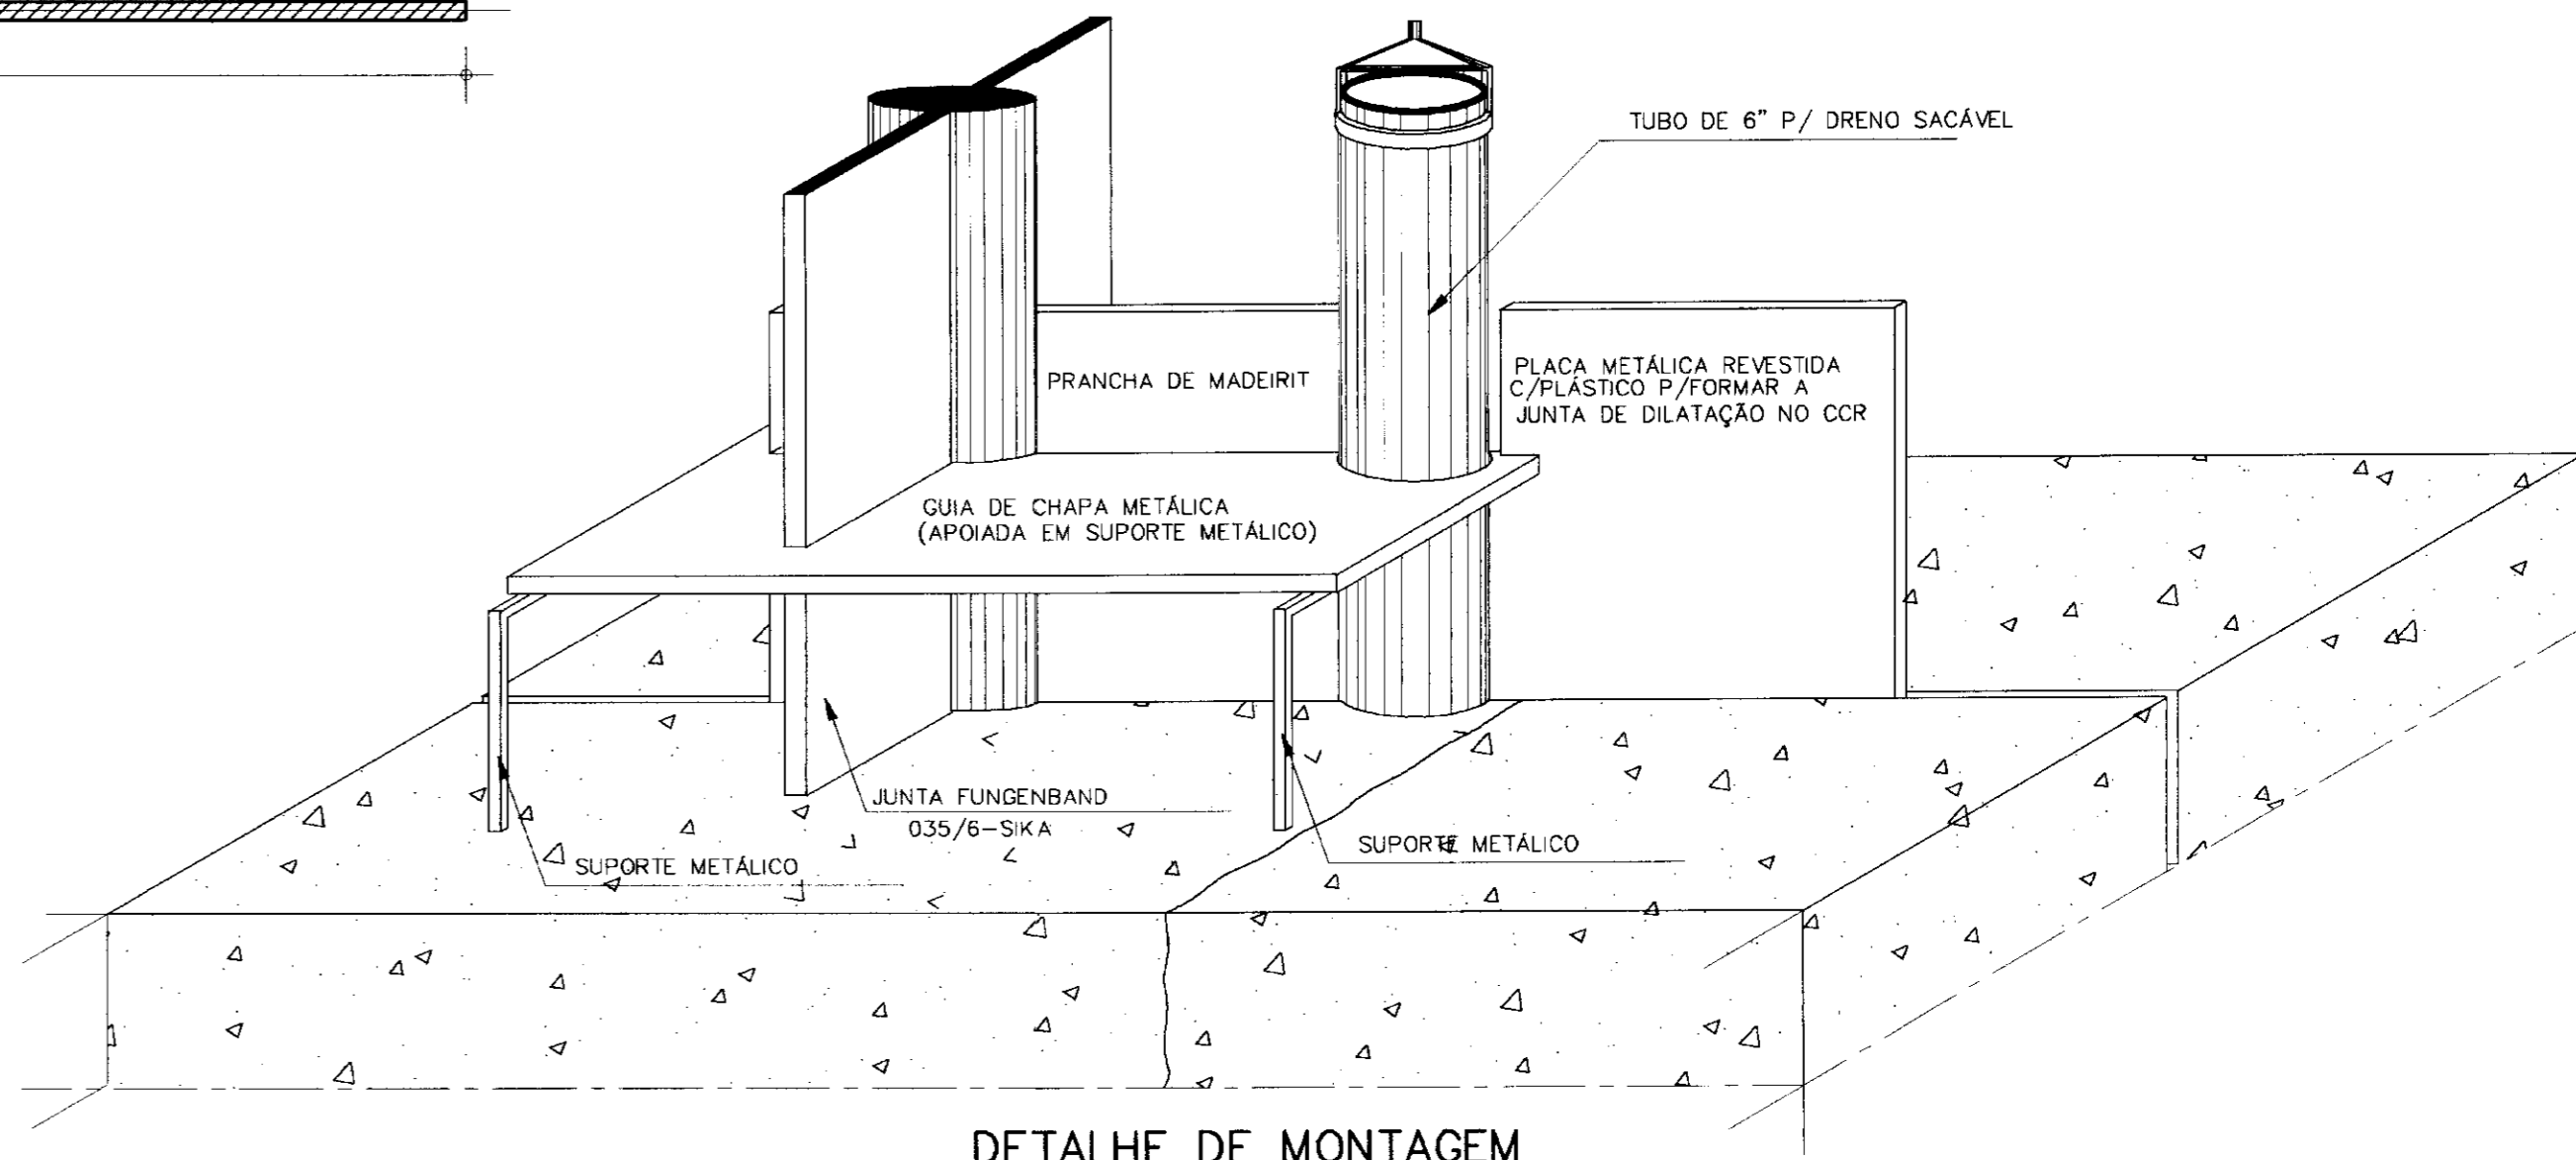 TUBO DE 6" P/ DRENO SACÁVEL
PRANCHA DE MADEIRIT
PLACA METÁLICA REVESTIDA
C/PLÁSTICO P/FORMAR A
JUNTA DE DILATAÇÃO NO CCR
GUIA DE CHAPA METÁLICA
(APOIADA EM SUPORTE METÁLICO)
JUNTA FUNGENBAND
035/6-SIKA
SUPORTE METÁLICO
SUPORTE METÁLICO
DETALHE DE MONTAGEM